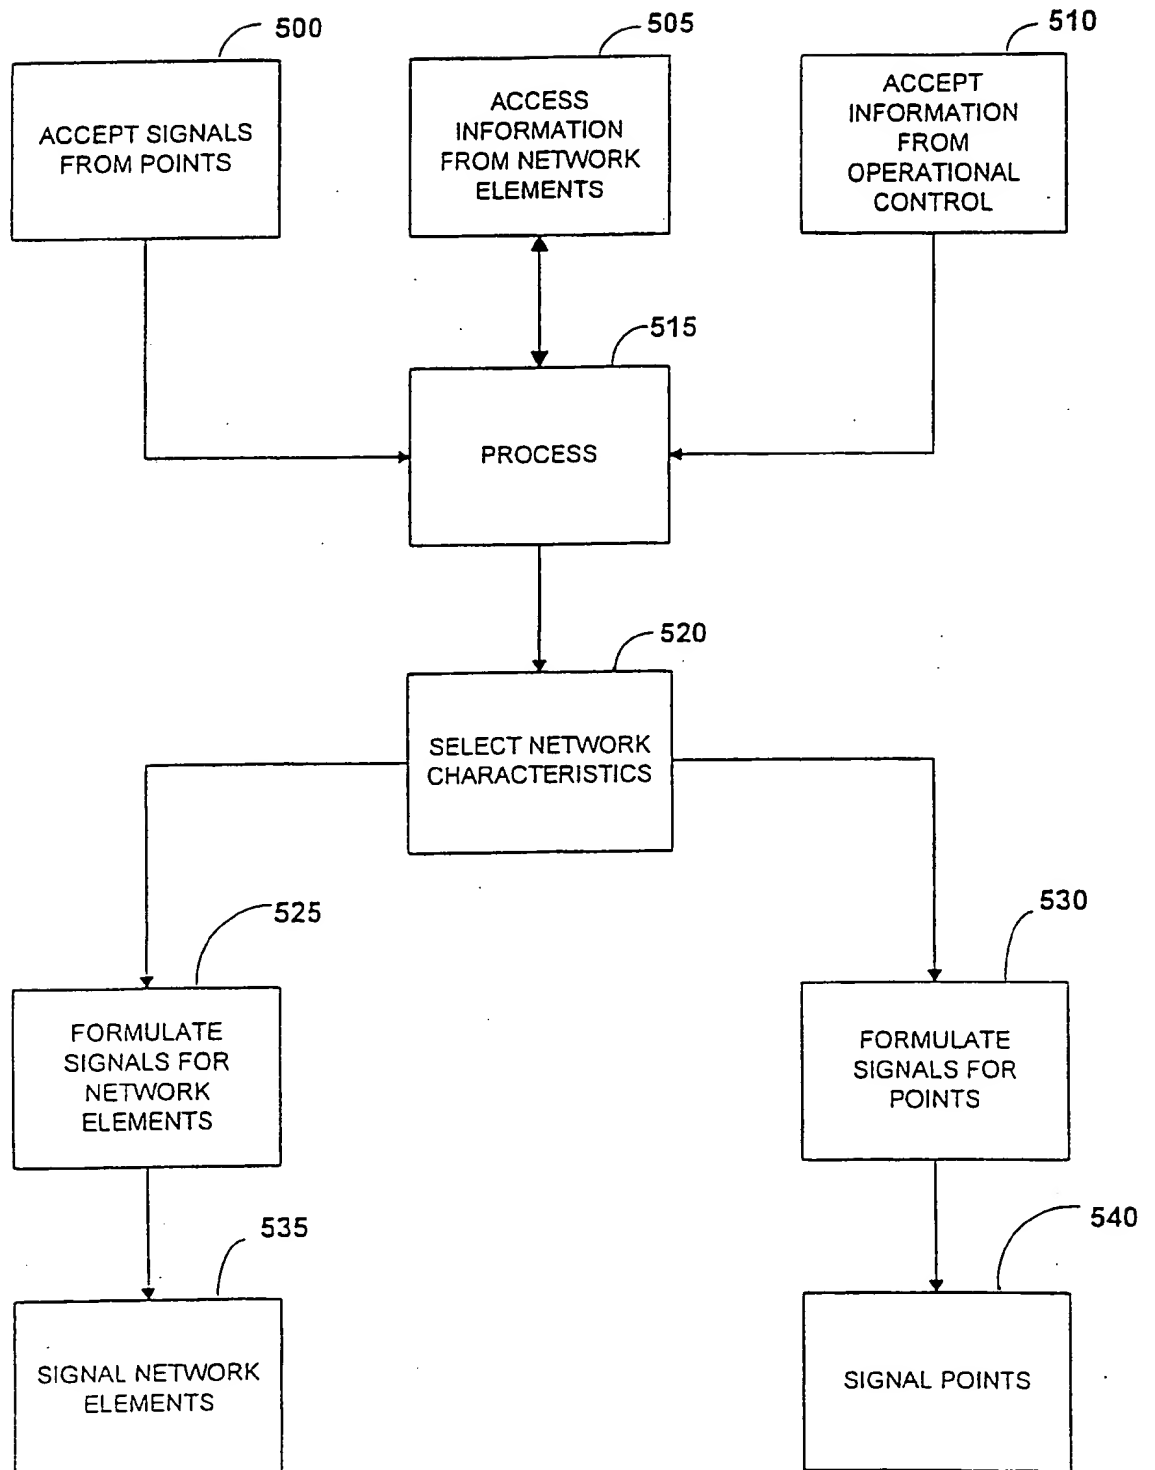 500
505
510
ACCEPT SIGNALS
FROM POINTS
ACCESS
INFORMATION
FROM NETWORK
ELEMENTS
ACCEPT
INFORMATION
FROM
OPERATIONAL
CONTROL
515
PROCESS
520
SELECT NETWORK
CHARACTERISTICS
525
530
FORMULATE
SIGNALS FOR
NETWORK
ELEMENTS
FORMULATE
SIGNALS FOR
POINTS
535
540
SIGNAL NETWORK
ELEMENTS
SIGNAL POINTS